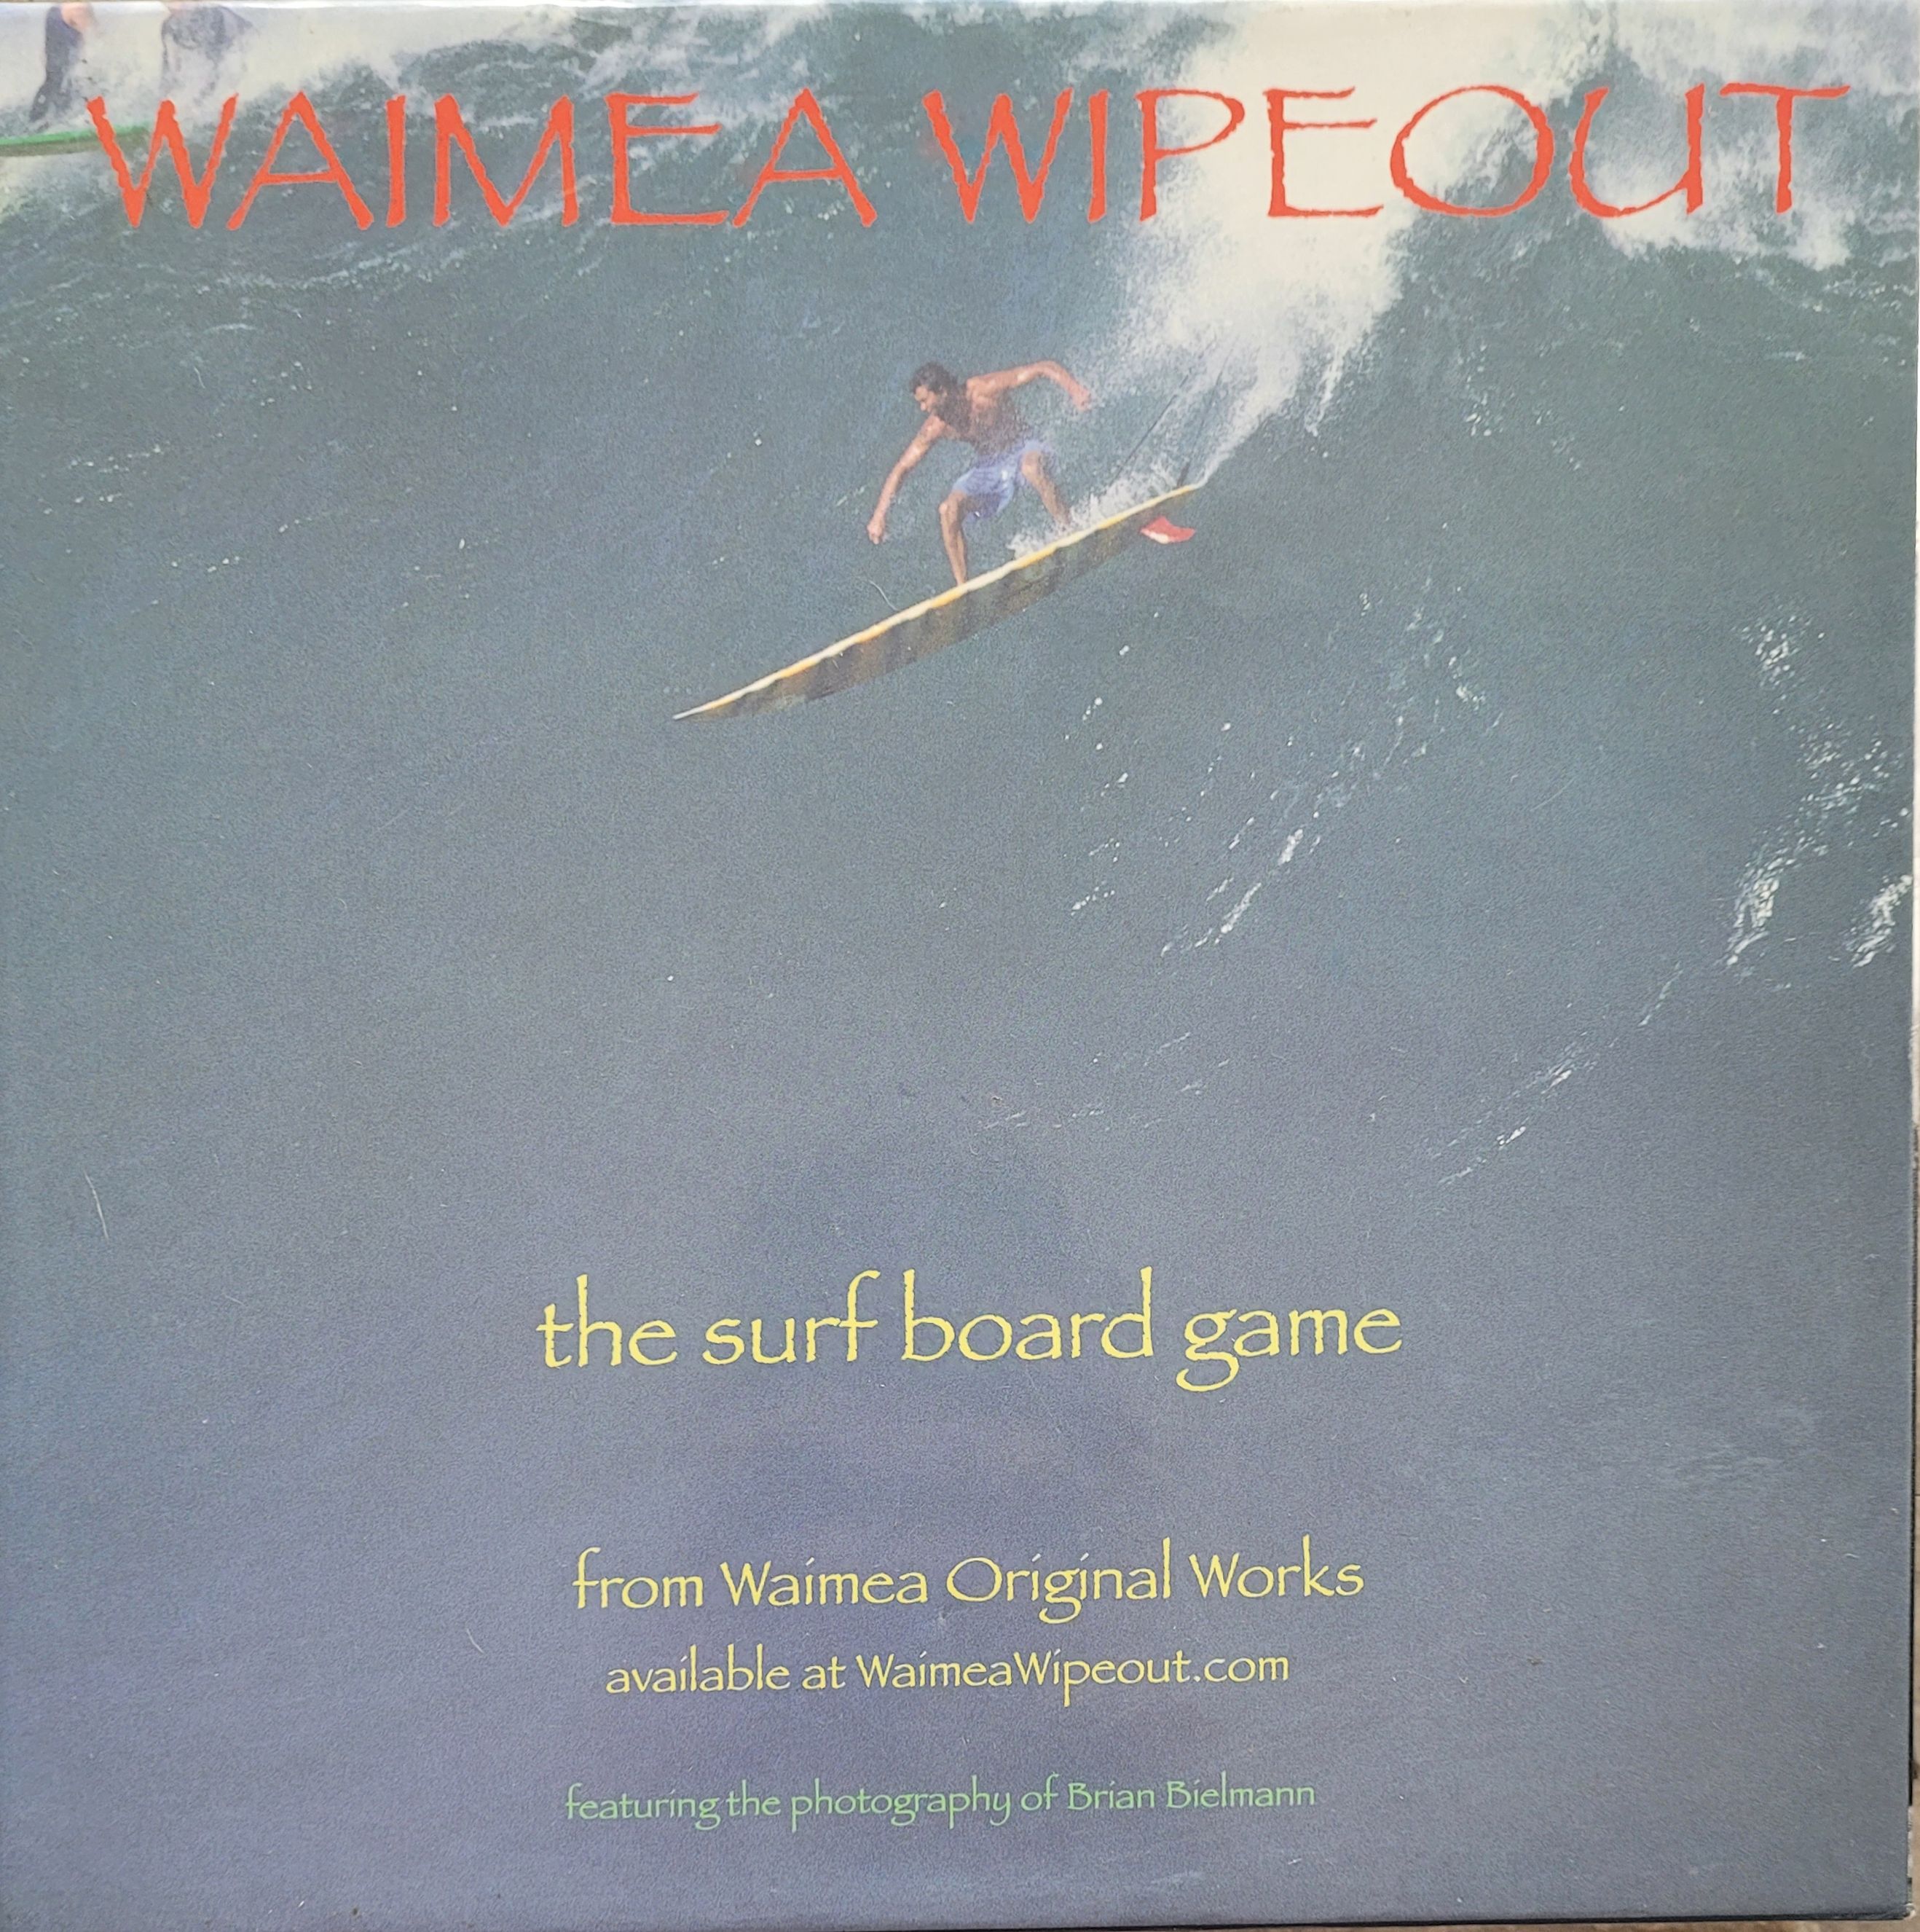 WAIMEA WIPEOUT
the surf board game
from Waimea Original Works
available at WaimeaWipeout.com
featuring the photography of Brian Bielmann